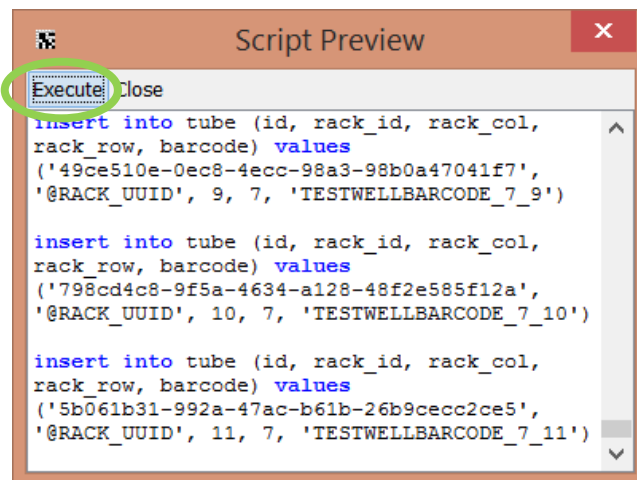 Script Preview
Execute Close
insert into tube (id, rack_id, rack_col,
rack_row, barcode) values
('49ce510e-0ec8-4ecc-98a3-98b0a47041f7',
'@RACK_UUID', 9, 7, 'TESTWELLBARCODE_7_9')
insert into tube (id, rack_id, rack_col,
rack_row, barcode) values
('798cd4c8-9f5a-4634-a128-48f2e585f12a',
'@RACK_UUID', 10, 7, 'TESTWELLBARCODE_7_10')
insert into tube (id, rack_id, rack_col,
rack_row, barcode) values
('5b061b31-992a-47ac-b61b-26b9cecc2ce5',
'@RACK_UUID', 11, 7, 'TESTWELLBARCODE_7_11')